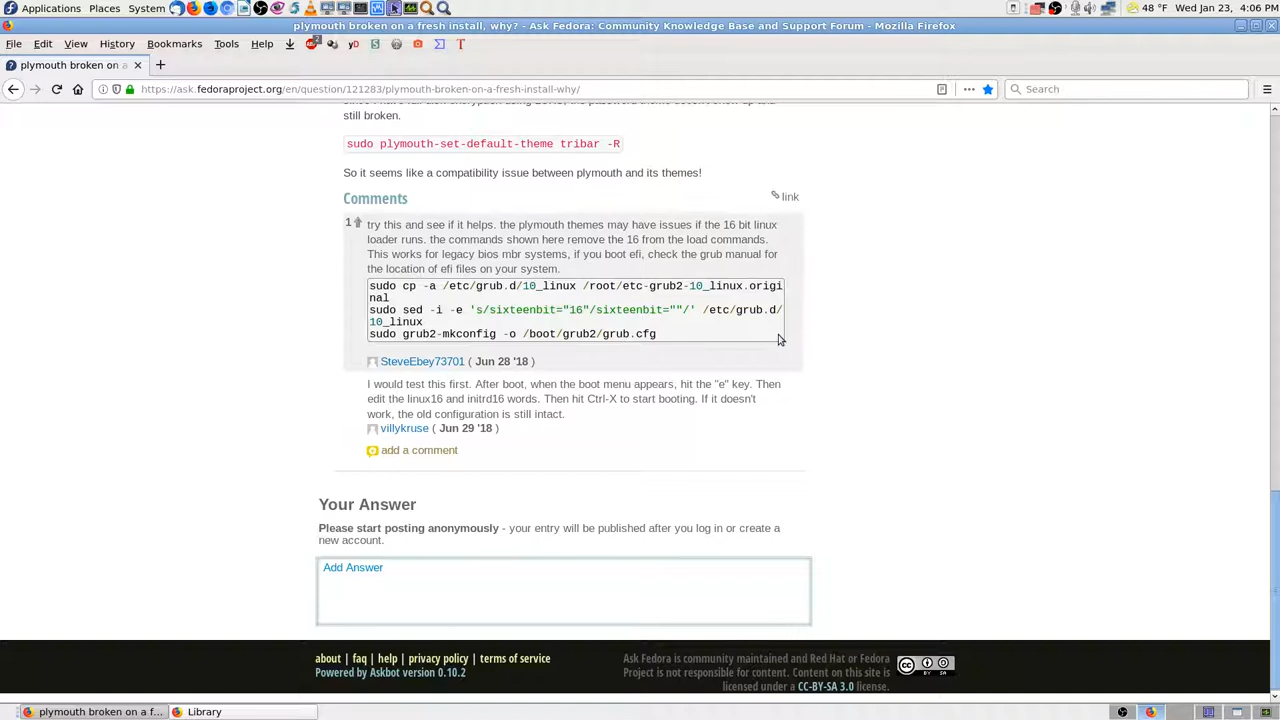 Applications Places System 48 °F Wed Jan 23, 4:06 PM
plymouth broken on a fresh install, why? - Ask Fedora: Community Knowledge Base and Support Forum - Mozilla Firefox
File Edit View History Bookmarks Tools Help
plymouth broken on a
https://ask.fedoraproject.org/en/question/121283/plymouth-broken-on-a-fresh-install-why/ Search
still broken.
sudo plymouth-set-default-theme tribar -R
So it seems like a compatibility issue between plymouth and its themes!
Comments link
1 try this and see if it helps. the plymouth themes may have issues if the 16 bit linux
loader runs. the commands shown here remove the 16 from the load commands.
This works for legacy bios mbr systems, if you boot efi, check the grub manual for
the location of efi files on your system.
sudo cp -a /etc/grub.d/10_linux /root/etc-grub2-10_linux.origi
nal
sudo sed -i -e 's/sixteenbit="16"/sixteenbit=""/' /etc/grub.d/
10_linux
sudo grub2-mkconfig -o /boot/grub2/grub.cfg
SteveEbey73701 ( Jun 28 '18 )
I would test this first. After boot, when the boot menu appears, hit the "e" key. Then
edit the linux16 and initrd16 words. Then hit Ctrl-X to start booting. If it doesn't
work, the old configuration is still intact.
villykruse ( Jun 29 '18 )
add a comment
Your Answer
Please start posting anonymously - your entry will be published after you log in or create a
new account.
Add Answer
about | faq | help | privacy policy | terms of service
Powered by Askbot version 0.10.2
Ask Fedora is community maintained and Red Hat or Fedora
Project is not responsible for content. Content on this site is
licensed under a CC-BY-SA 3.0 license.
plymouth broken on a f... Library